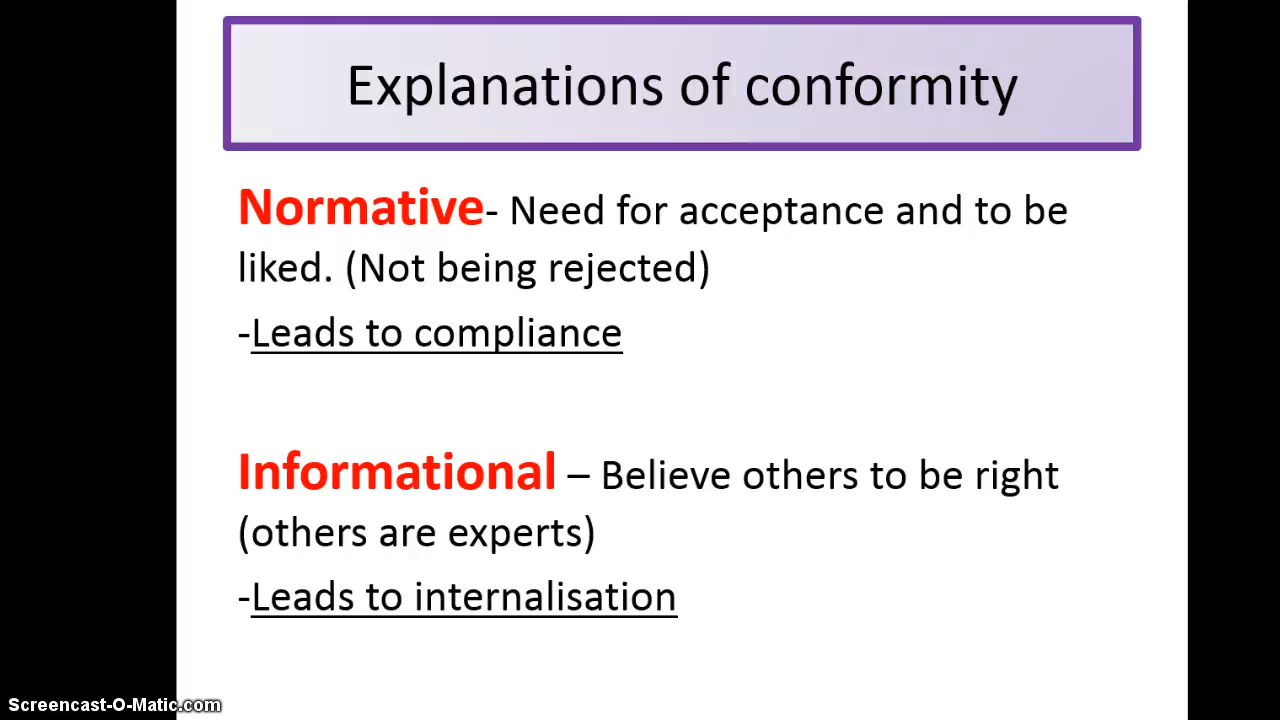 Explanations of conformity
Normative- Need for acceptance and to be
liked. (Not being rejected)
-Leads to compliance
Informational – Believe others to be right
(others are experts)
-Leads to internalisation
Screencast-O-Matic.com